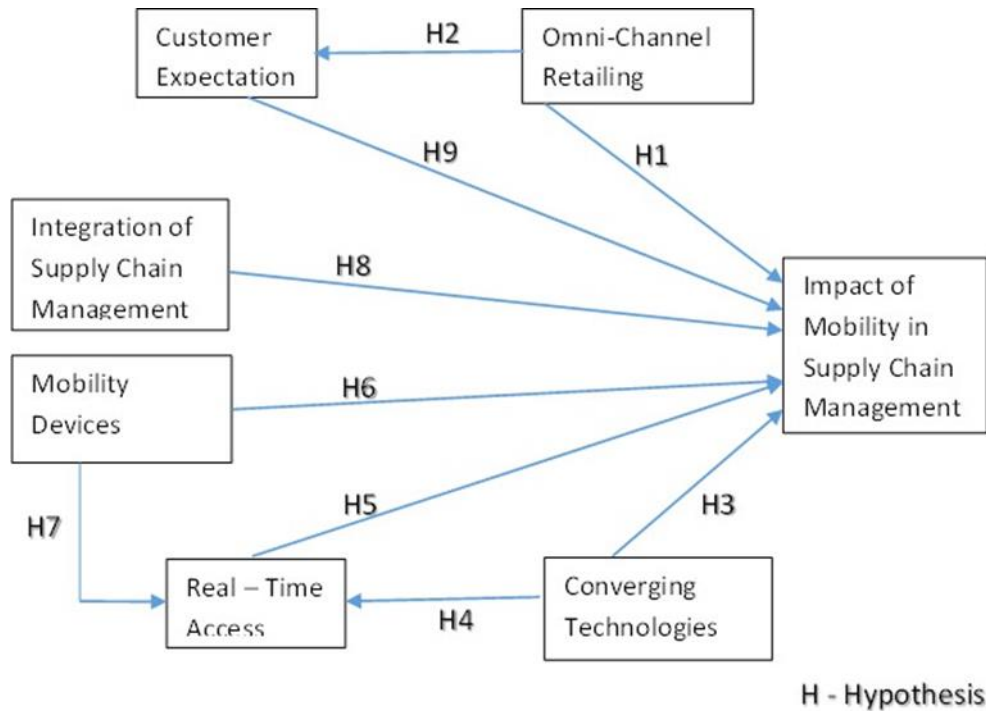 Customer
Expectation
H2
Omni-Channel
Retailing
H9
H1
Integration of
Supply Chain
Management
H8
Impact of
Mobility in
Supply Chain
Management
Mobility
Devices
H6
H5
H3
H7
Real – Time
Access
H4
Converging
Technologies
H - Hypothesis